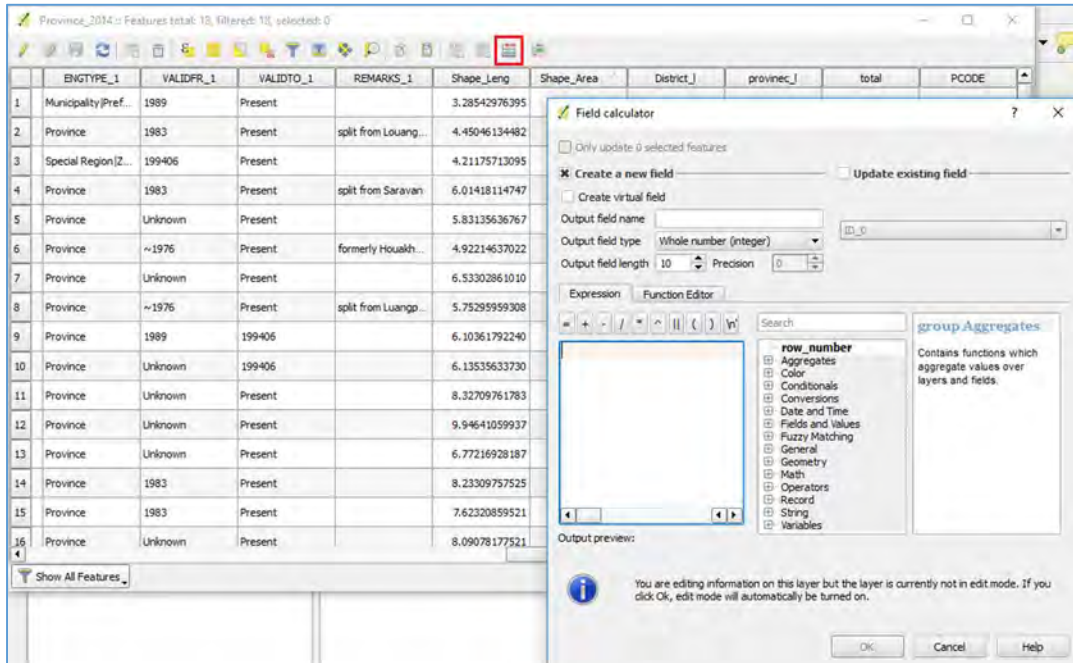 Province_2014 :: Features total: 18, filtered: 18, selected: 0
ENGTYPE_1 VALIDFR_1 VALIDTO_1 REMARKS_1 Shape_Leng Shape_Area District_l provinec_l total PCODE
1 Municipality|Pref... 1989 Present 3.28542976395
2 Province 1983 Present split from Louang... 4.45046134482
3 Special Region|Z... 199406 Present 4.21175713095
4 Province 1983 Present split from Saravan 6.01418114747
5 Province Unknown Present 5.83135636767
6 Province ~1976 Present formerly Houakh... 4.92214637022
7 Province Unknown Present 6.53302861010
8 Province ~1976 Present split from Luangp... 5.75295959308
9 Province 1989 199406 6.10361792240
10 Province Unknown 199406 6.13535633730
11 Province Unknown Present 8.32709761783
12 Province Unknown Present 9.94641059937
13 Province Unknown Present 6.77216928187
14 Province 1983 Present 8.23309757525
15 Province 1983 Present 7.62320859521
16 Province Unknown Present 8.09078177521
Show All Features
Field calculator ? X
Only update 0 selected features
Create a new field Update existing field
Create virtual field
Output field name
ID_0
Output field type Whole number (integer)
Output field length 10 Precision 0
Expression Function Editor
= + - / * ^ || ( ) '\n'
Search
row_number
Aggregates
Color
Conditionals
Conversions
Date and Time
Fields and Values
Fuzzy Matching
General
Geometry
Math
Operators
Record
String
Variables
group Aggregates
Contains functions which
aggregate values over
layers and fields.
Output preview:
You are editing information on this layer but the layer is currently not in edit mode. If you
click Ok, edit mode will automatically be turned on.
OK Cancel Help